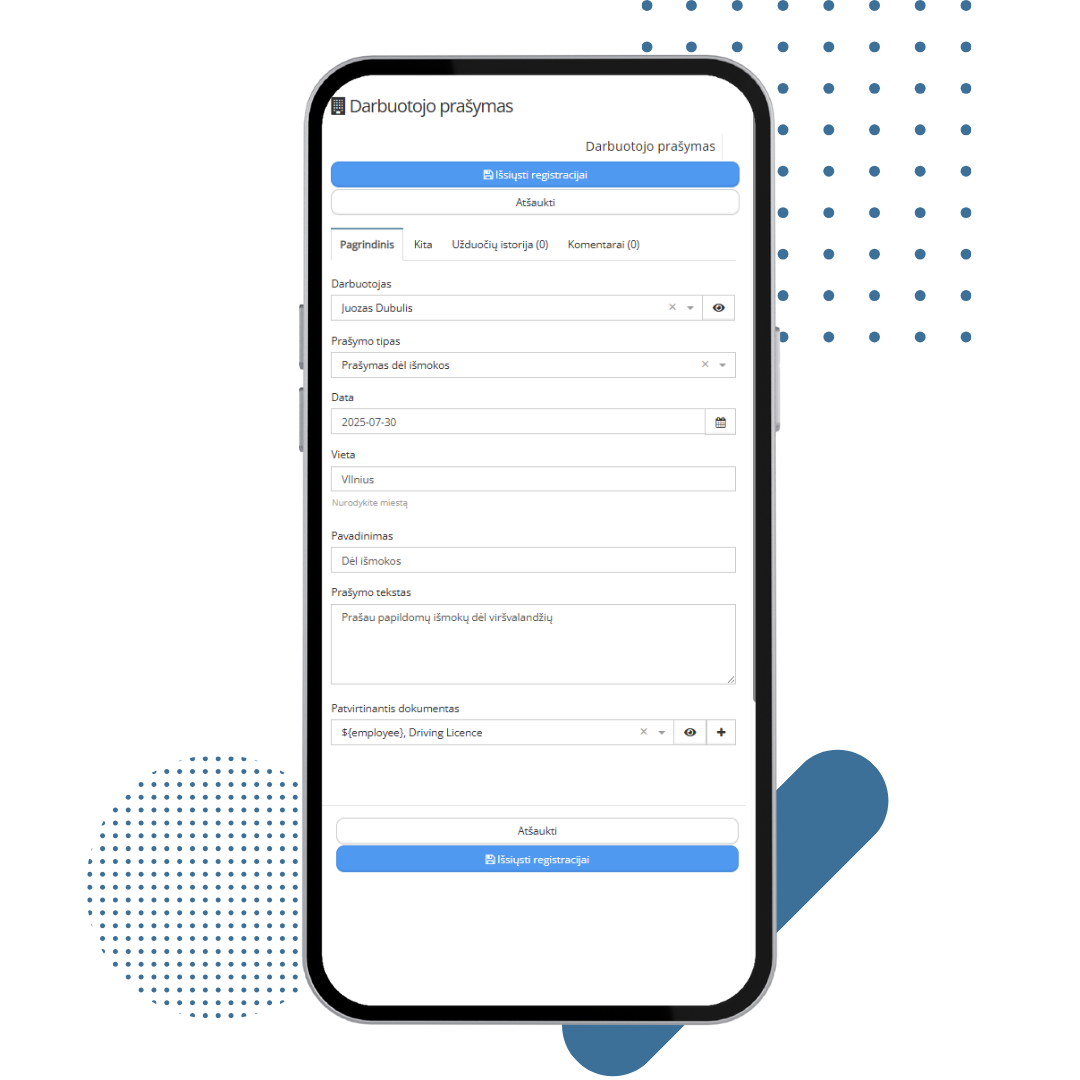 Darbuotojo prašymas
Darbuotojo prašymas
Išsiųsti registracijai
Atšaukti
Pagrindinis Kita Užduočių istorija (0) Komentarai (0)
Darbuotojas
Juozas Dubulis
Prašymo tipas
Prašymas dėl išmokos
Data
2025-07-30
Vieta
VIlnius
Nurodykite miestą
Pavadinimas
Dėl išmokos
Prašymo tekstas
Prašau papildomų išmokų dėl viršvalandžių
Patvirtinantis dokumentas
${employee}, Driving Licence
Atšaukti
Išsiųsti registracijai